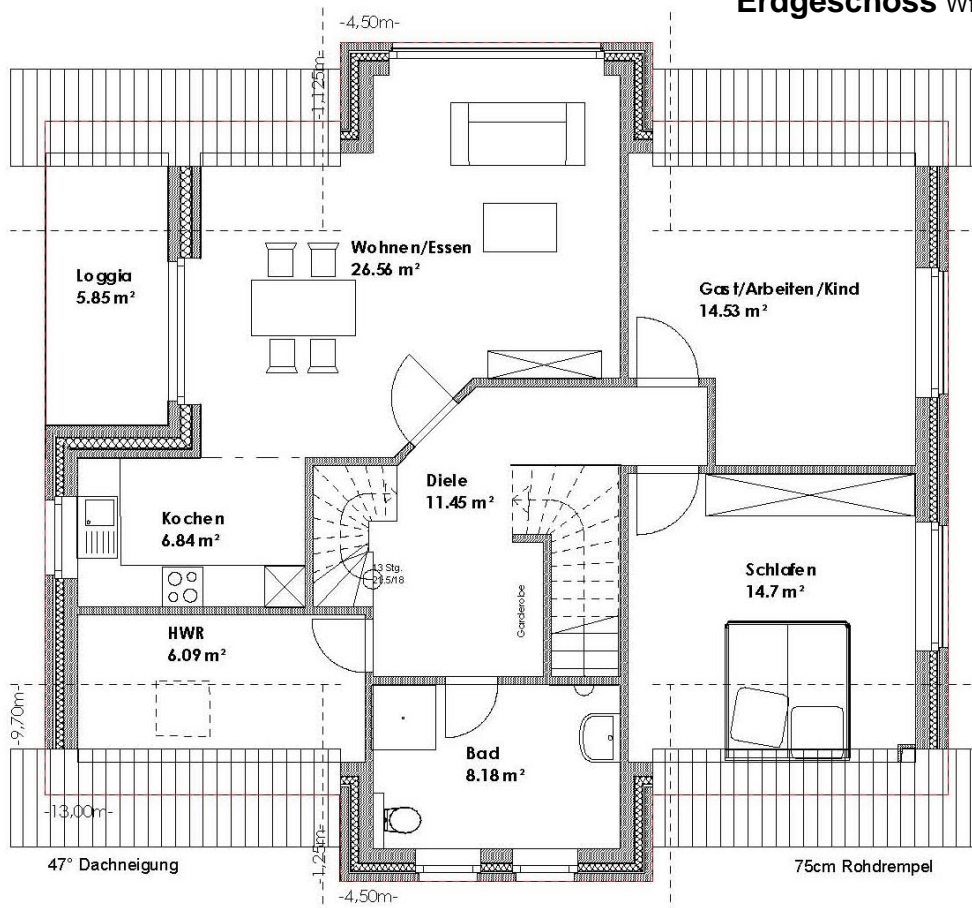 Erdgeschoss w
-4,50m-
-1,125m-
Wohnen/Essen
26.56 m²
Loggia
5.85 m²
Gast/Arbeiten/Kind
14.53 m²
Diele
11.45 m²
Kochen
6.84 m²
13 Stg.
Garderobe
Schlafen
14.7 m²
HWR
6.09 m²
-9,70m-
Bad
8.18 m²
-13,00m-
-1,25m-
47° Dachneigung
75cm Rohdrempel
-4,50m-